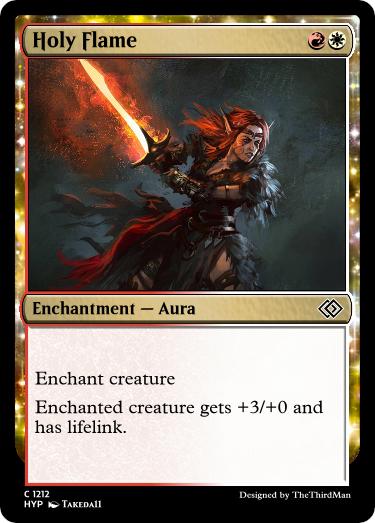 Holy Flame
Enchantment — Aura
Enchant creature
Enchanted creature gets +3/+0 and
has lifelink.
C 1212
HYP Takeda11
Designed by TheThirdMan